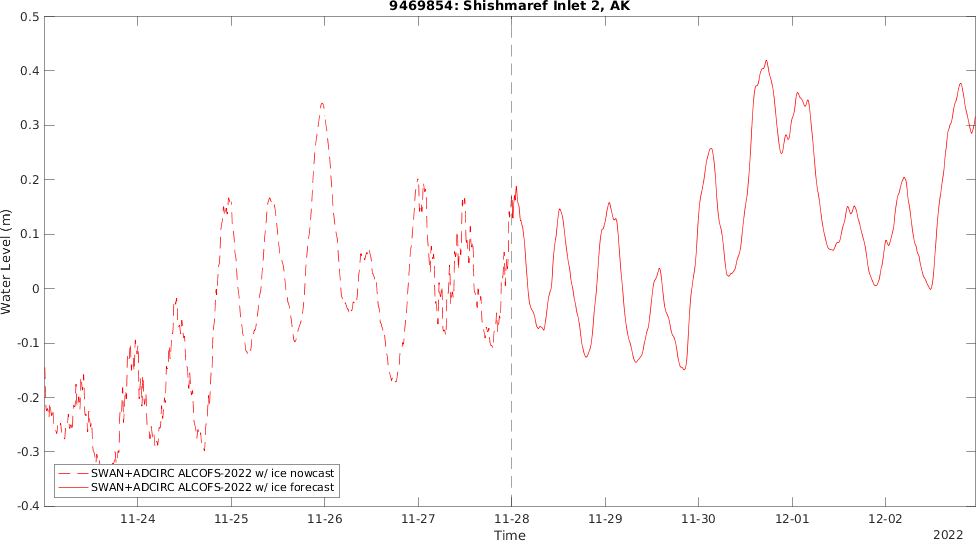 9469854: Shishmaref Inlet 2, AK
0.5
0.4
0.3
0.2
0.1
0
-0.1
-0.2
-0.3
-0.4
Water Level (m)
SWAN+ADCIRC ALCOFS-2022 w/ ice nowcast
SWAN+ADCIRC ALCOFS-2022 w/ ice forecast
11-24 11-25 11-26 11-27 11-28 11-29 11-30 12-01 12-02
Time
2022